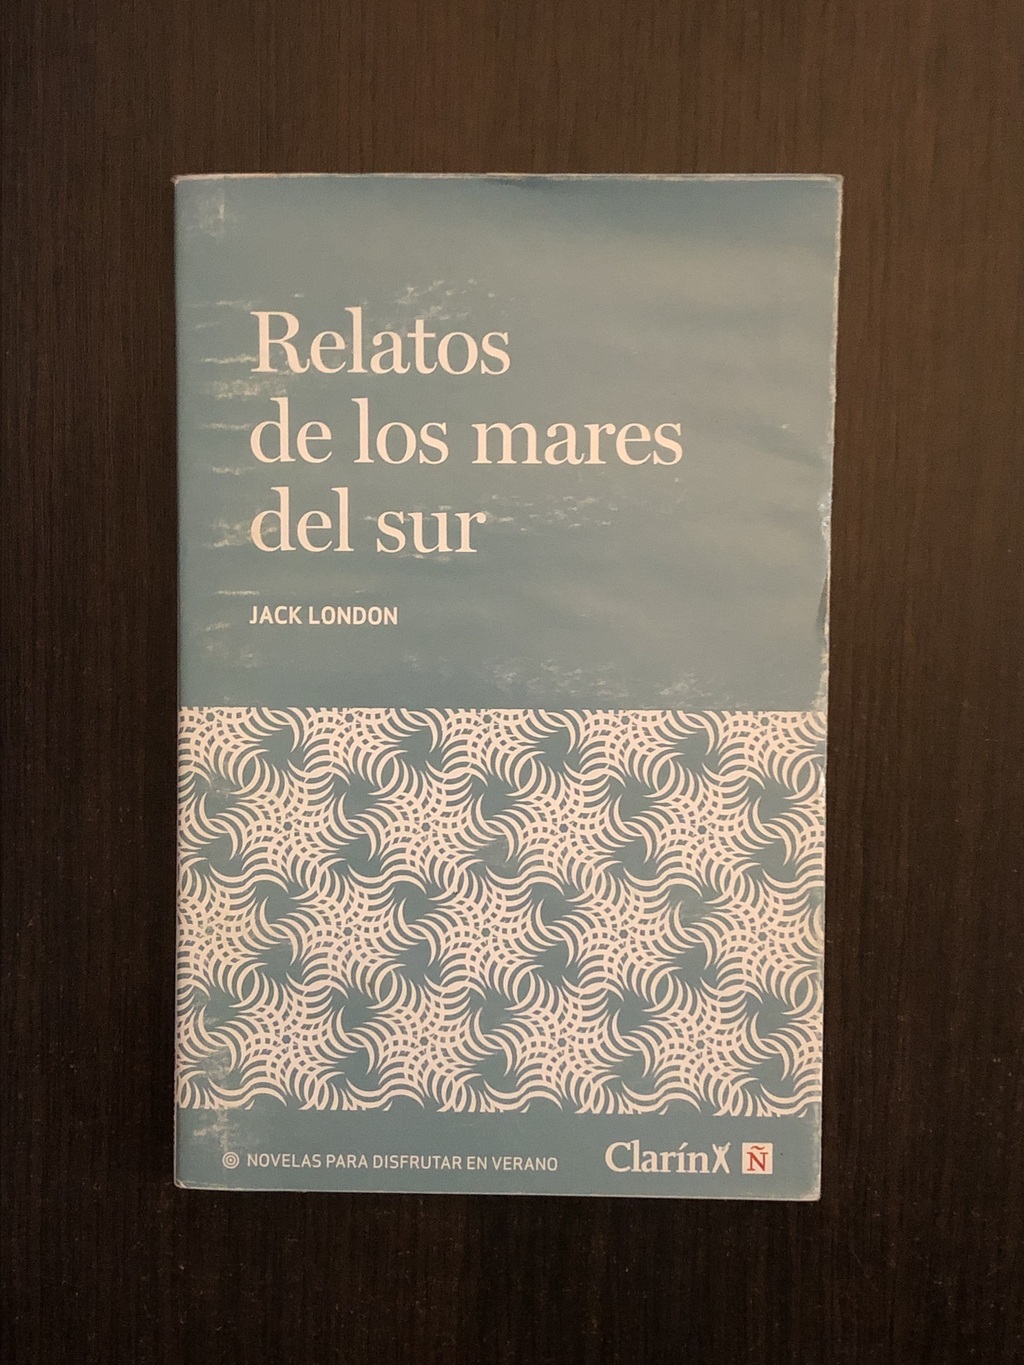 Relatos
de los mares
del sur
JACK LONDON
NOVELAS PARA DISFRUTAR EN VERANO
Clarín Ñ